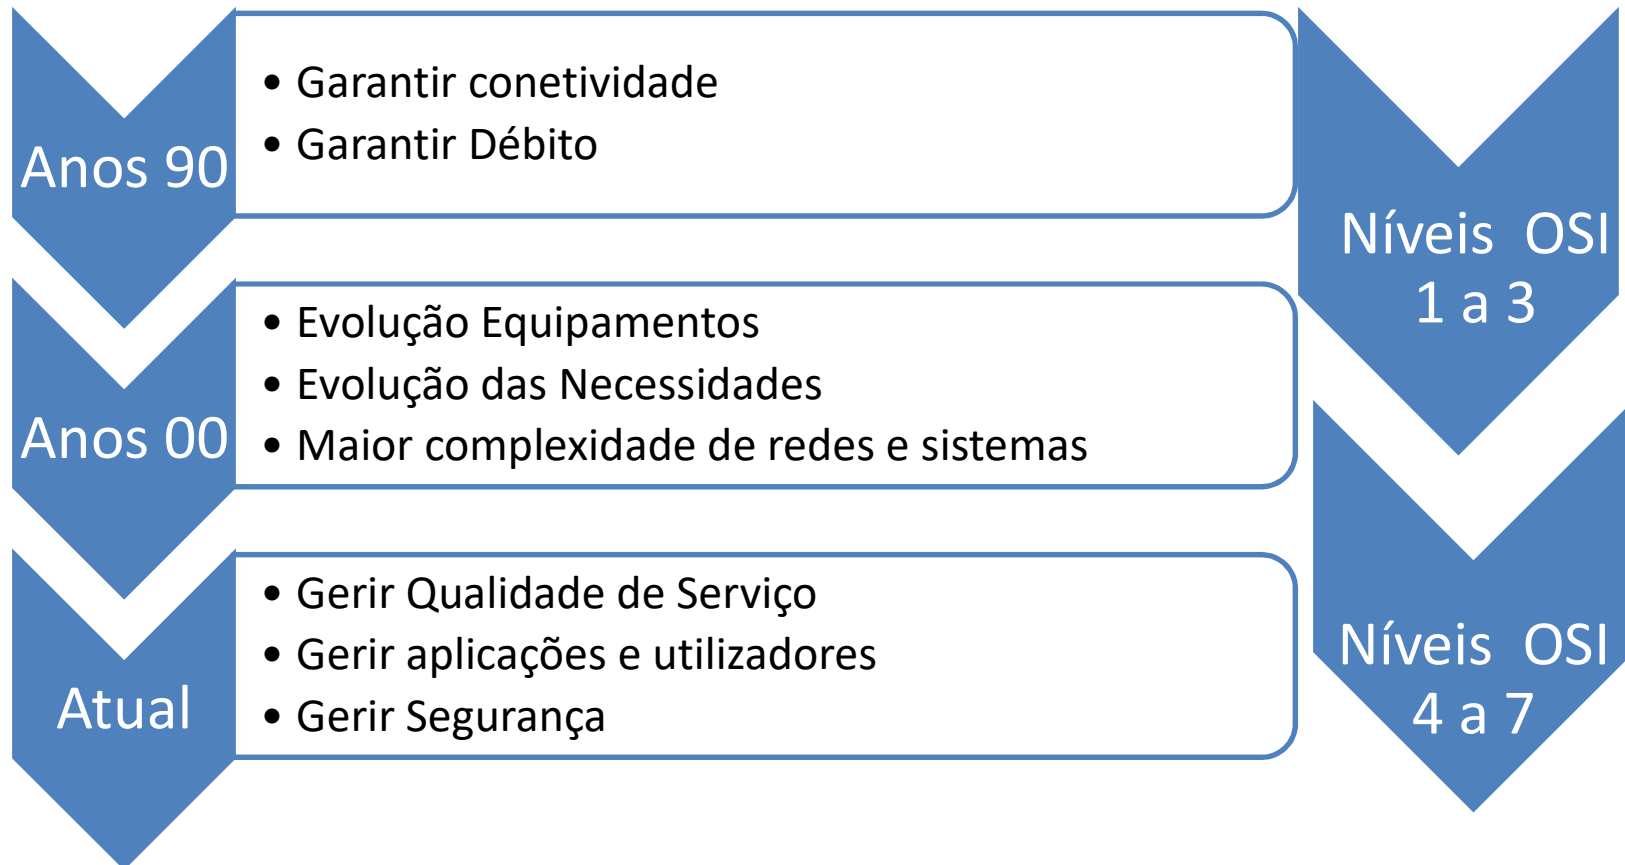 Anos 90
• Garantir conetividade
• Garantir Débito
Anos 00
• Evolução Equipamentos
• Evolução das Necessidades
• Maior complexidade de redes e sistemas
Atual
• Gerir Qualidade de Serviço
• Gerir aplicações e utilizadores
• Gerir Segurança
Níveis OSI
1 a 3
Níveis OSI
4 a 7